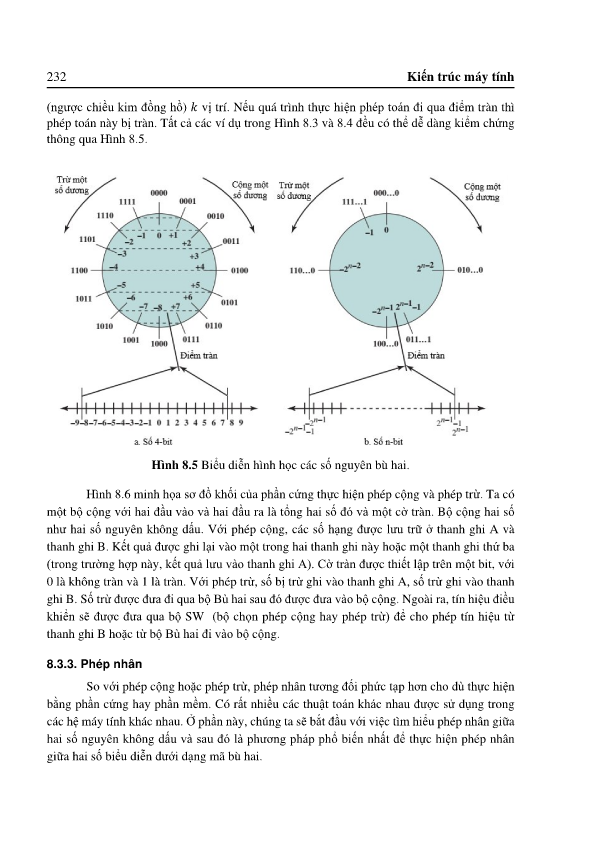 232 Kiến trúc máy tính
(ngược chiều kim đồng hồ) k vị trí. Nếu quá trình thực hiện phép toán đi qua điểm tràn thì
phép toán này bị tràn. Tất cả các ví dụ trong Hình 8.3 và 8.4 đều có thể dễ dàng kiểm chứng
thông qua Hình 8.5.
Trừ một
số dương
Cộng một
số dương
0000
0001
0010
0011
0100
0101
0110
0111
1000
1001
1010
1011
1100
1101
1110
1111
0
+1
+2
+3
+4
+5
+6
+7
−8
−7
−6
−5
−4
−3
−2
−1
Điểm tràn
−9−8−7−6−5−4−3−2−1 0 1 2 3 4 5 6 7 8 9
a. Số 4-bit
Trừ một
số dương
Cộng một
số dương
000...0
111...1
110...0
010...0
100...0
011...1
0
−1
−2ⁿ⁻²
2ⁿ⁻²
−2ⁿ⁻¹
2ⁿ⁻¹−1
Điểm tràn
−2ⁿ⁻¹
−2ⁿ⁻¹−1
2ⁿ⁻¹−1
2ⁿ⁻¹
b. Số n-bit
Hình 8.5 Biểu diễn hình học các số nguyên bù hai.
Hình 8.6 minh họa sơ đồ khối của phần cứng thực hiện phép cộng và phép trừ. Ta có
một bộ cộng với hai đầu vào và hai đầu ra là tổng hai số đó và một cờ tràn. Bộ cộng hai số
như hai số nguyên không dấu. Với phép cộng, các số hạng được lưu trữ ở thanh ghi A và
thanh ghi B. Kết quả được ghi lại vào một trong hai thanh ghi này hoặc một thanh ghi thứ ba
(trong trường hợp này, kết quả lưu vào thanh ghi A). Cờ tràn được thiết lập trên một bit, với
0 là không tràn và 1 là tràn. Với phép trừ, số bị trừ ghi vào thanh ghi A, số trừ ghi vào thanh
ghi B. Số trừ được đưa đi qua bộ Bù hai sau đó được đưa vào bộ cộng. Ngoài ra, tín hiệu điều
khiển sẽ được đưa qua bộ SW (bộ chọn phép cộng hay phép trừ) để cho phép tín hiệu từ
thanh ghi B hoặc từ bộ Bù hai đi vào bộ cộng.
8.3.3. Phép nhân
So với phép cộng hoặc phép trừ, phép nhân tương đối phức tạp hơn cho dù thực hiện
bằng phần cứng hay phần mềm. Có rất nhiều các thuật toán khác nhau được sử dụng trong
các hệ máy tính khác nhau. Ở phần này, chúng ta sẽ bắt đầu với việc tìm hiểu phép nhân giữa
hai số nguyên không dấu và sau đó là phương pháp phổ biến nhất để thực hiện phép nhân
giữa hai số biểu diễn dưới dạng mã bù hai.